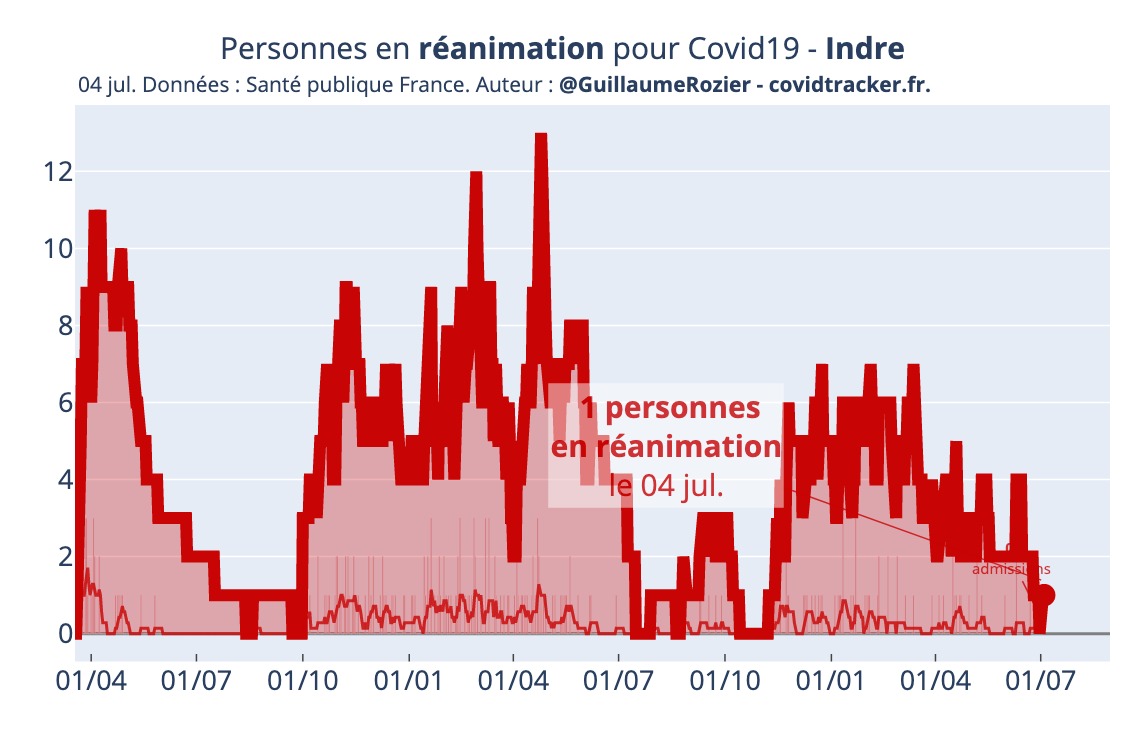 Personnes en réanimation pour Covid19 - Indre
04 jul. Données : Santé publique France. Auteur : @GuillaumeRozier - covidtracker.fr.
12
10
8
6
4
2
0
1 personnes
en réanimation
le 04 jul.
admissions
01/04 01/07 01/10 01/01 01/04 01/07 01/10 01/01 01/04 01/07